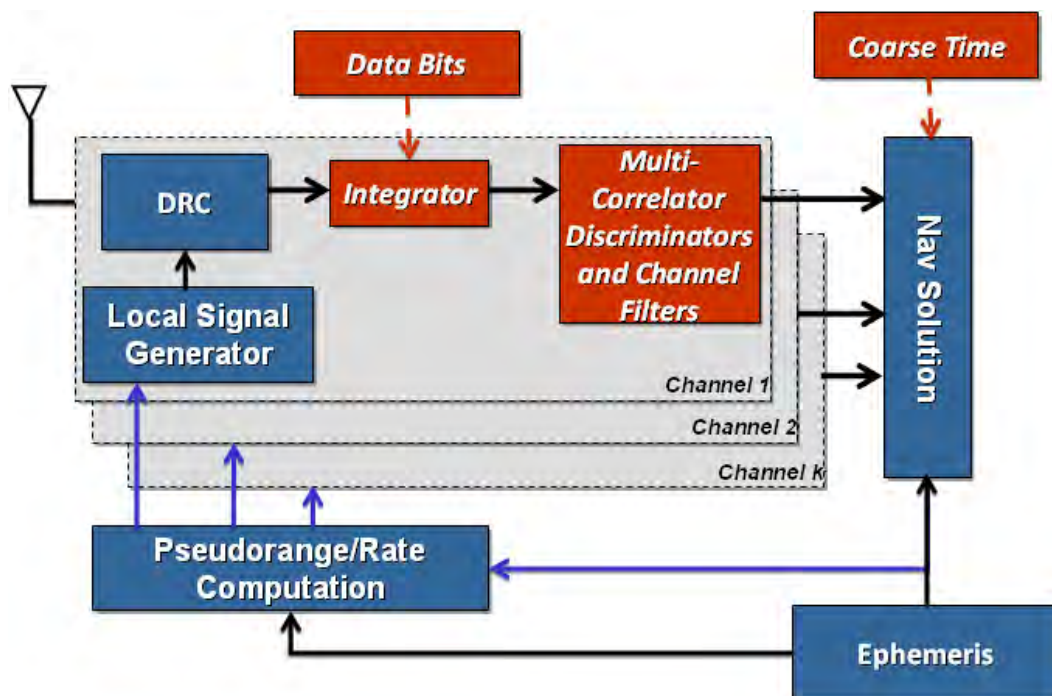 Data Bits
Coarse Time
DRC
Integrator
Multi-
Correlator
Discriminators
and Channel
Filters
Nav Solution
Local Signal
Generator
Channel 1
Channel 2
Channel K
Pseudorange/Rate
Computation
Ephemeris